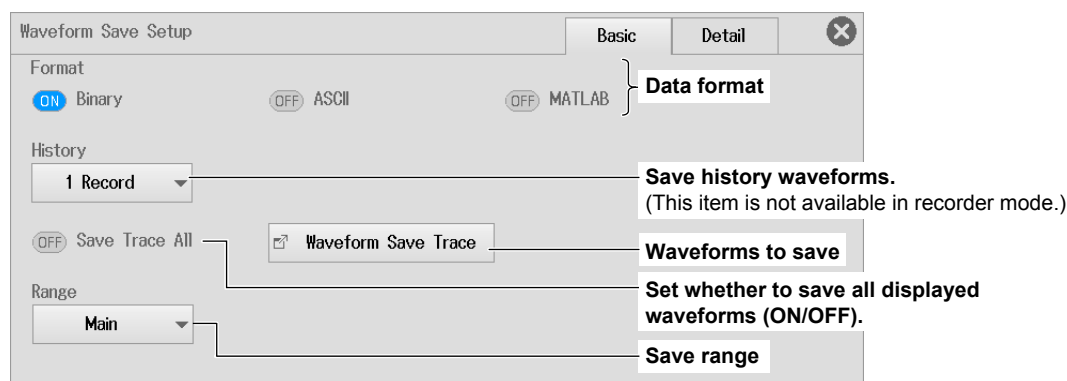 Waveform Save Setup
Basic
Detail
Format
ON Binary
OFF ASCII
OFF MATLAB
Data format
History
1 Record
Save history waveforms.
(This item is not available in recorder mode.)
OFF Save Trace All
Waveform Save Trace
Waveforms to save
Set whether to save all displayed
waveforms (ON/OFF).
Range
Main
Save range